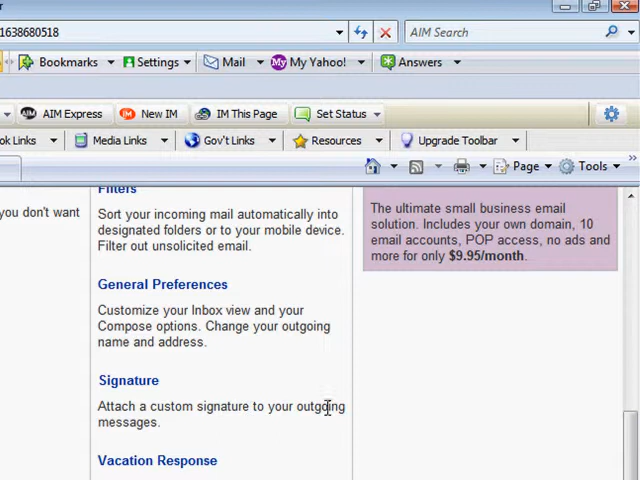 r
1638680518
AIM Search
Bookmarks Settings Mail My Yahoo! Answers
AIM Express New IM IM This Page Set Status
ok Links Media Links Gov't Links Resources Upgrade Toolbar
Page Tools
Filters
you don't want
Sort your incoming mail automatically into
designated folders or to your mobile device.
Filter out unsolicited email.
General Preferences
Customize your Inbox view and your
Compose options. Change your outgoing
name and address.
Signature
Attach a custom signature to your outgoing
messages.
Vacation Response
The ultimate small business email
solution. Includes your own domain, 10
email accounts, POP access, no ads and
more for only $9.95/month.